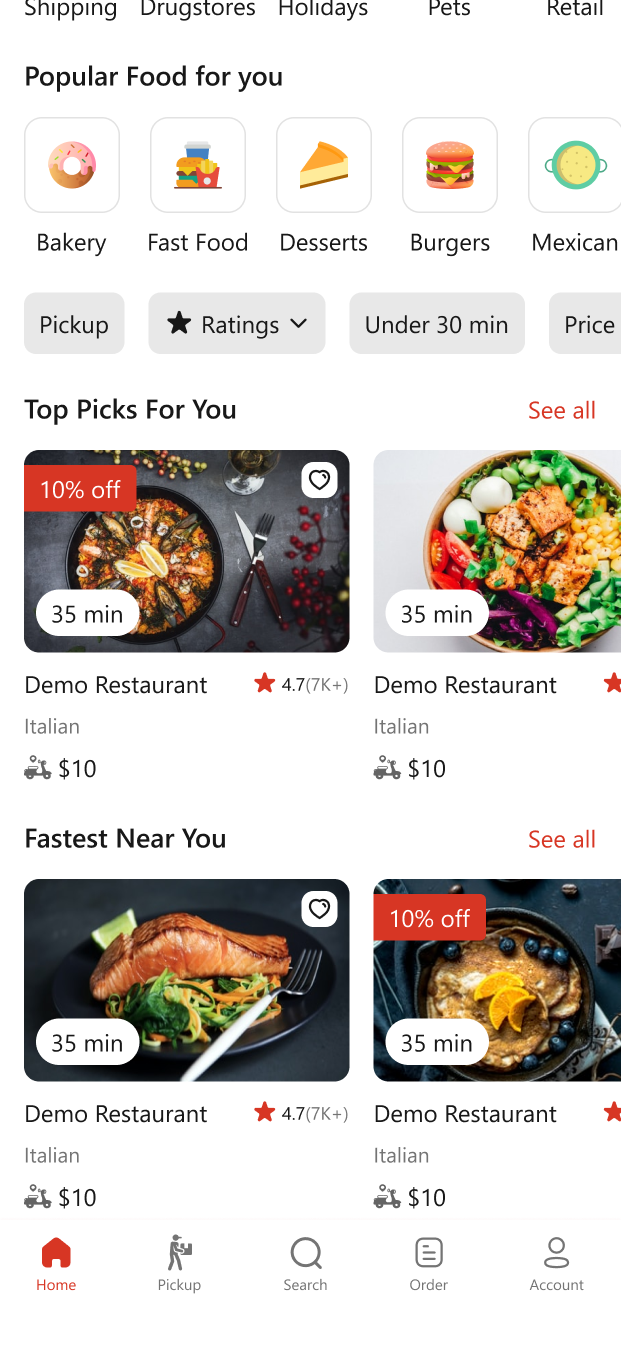 Shipping Drugstores Holidays Pets Retail
Popular Food for you
Bakery Fast Food Desserts Burgers Mexican
Pickup Ratings Under 30 min Price
Top Picks For You See all
10% off
35 min 35 min
Demo Restaurant 4.7(7K+) Demo Restaurant
Italian Italian
$10 $10
Fastest Near You See all
10% off
35 min 35 min
Demo Restaurant 4.7(7K+) Demo Restaurant
Italian Italian
$10 $10
Home Pickup Search Order Account